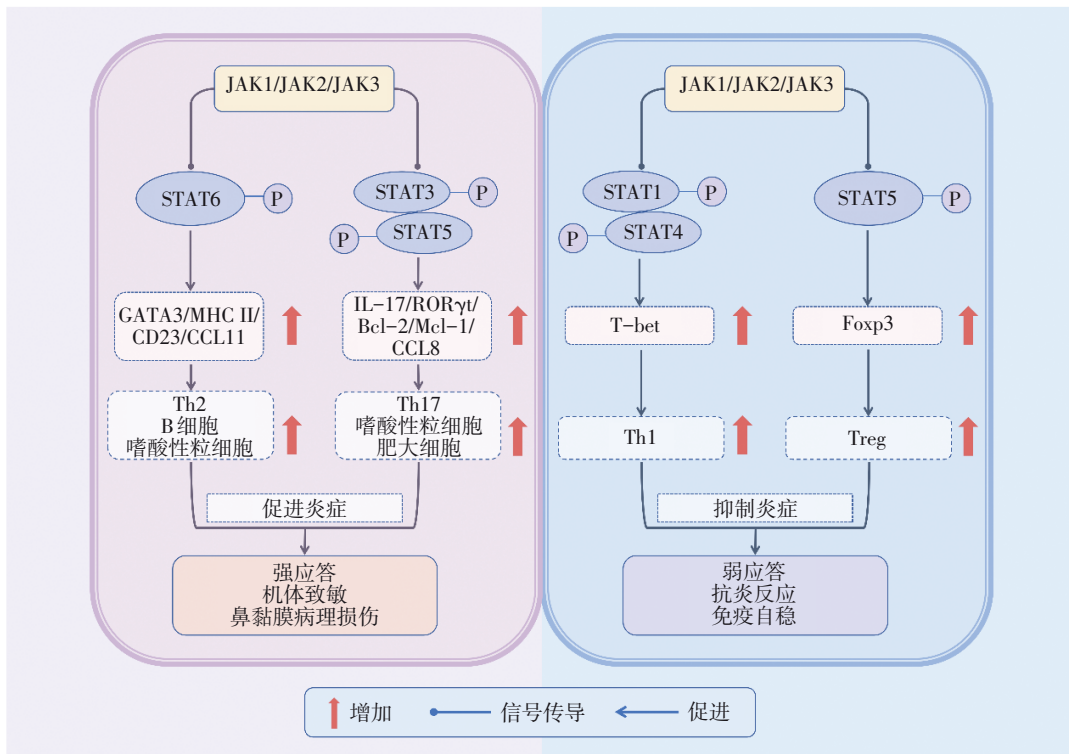 JAK1/JAK2/JAK3
STAT6
P
STAT3
P
P
STAT5
GATA3/MHC II/
CD23/CCL11
IL-17/RORγt/
Bcl-2/Mcl-1/
CCL8
Th2
B细胞
嗜酸性粒细胞
Th17
嗜酸性粒细胞
肥大细胞
促进炎症
强应答
机体致敏
鼻黏膜病理损伤
JAK1/JAK2/JAK3
STAT1
P
P
STAT4
STAT5
P
T-bet
Foxp3
Th1
Treg
抑制炎症
弱应答
抗炎反应
免疫自稳
增加
信号传导
促进